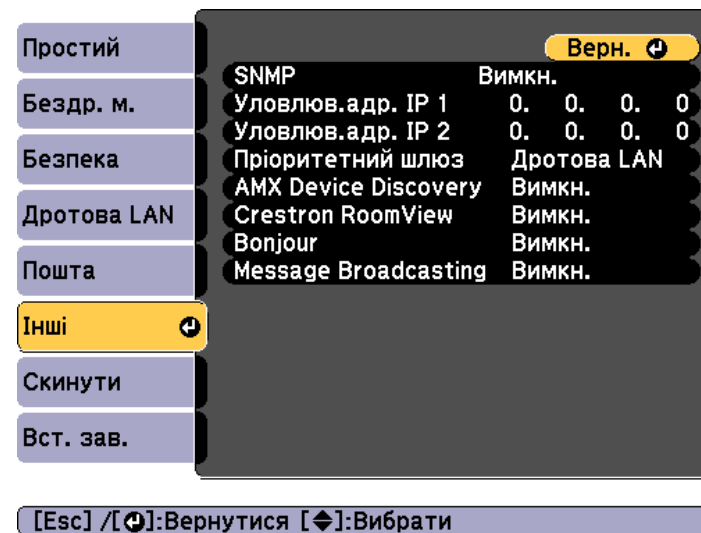 Простий
Бездр. м.
Безпека
Дротова LAN
Пошта
Інші
Скинути
Вст. зав.
Верн.
SNMP Вимкн.
Уловлюв.адр. IP 1 0. 0. 0. 0
Уловлюв.адр. IP 2 0. 0. 0. 0
Пріоритетний шлюз Дротова LAN
AMX Device Discovery Вимкн.
Crestron RoomView Вимкн.
Bonjour Вимкн.
Message Broadcasting Вимкн.
[Esc] /[⏎]:Вернутися [◆]:Вибрати